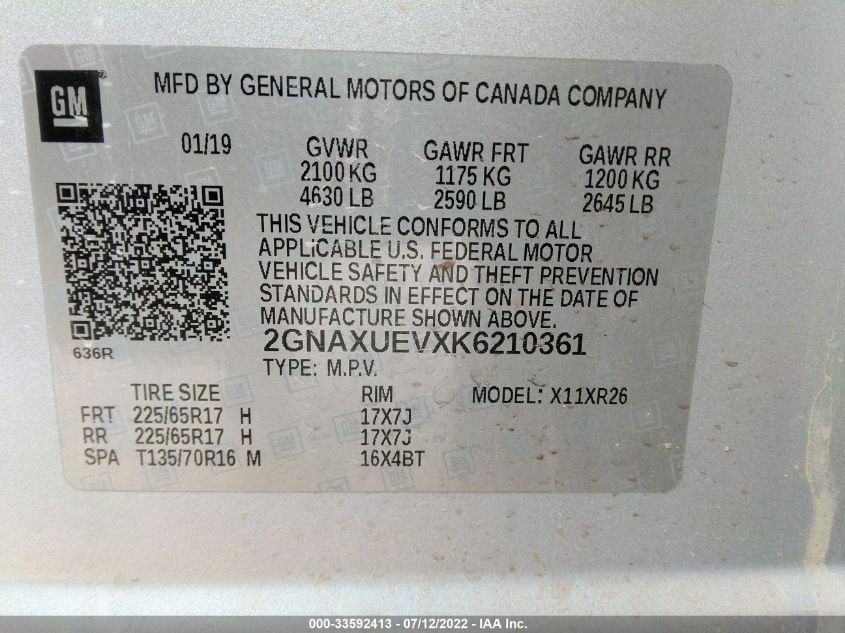 GM
®
MFD BY GENERAL MOTORS OF CANADA COMPANY
01/19 GVWR GAWR FRT GAWR RR
2100 KG 1175 KG 1200 KG
4630 LB 2590 LB 2645 LB
THIS VEHICLE CONFORMS TO ALL
APPLICABLE U.S. FEDERAL MOTOR
VEHICLE SAFETY AND THEFT PREVENTION
STANDARDS IN EFFECT ON THE DATE OF
MANUFACTURE SHOWN ABOVE.
636R
2GNAXUEVXK6210361
TYPE: M.P.V.
TIRE SIZE RIM MODEL: X11XR26
FRT 225/65R17 H 17X7J
RR 225/65R17 H 17X7J
SPA T135/70R16 M 16X4BT
000-33592413 - 07/12/2022 - IAA Inc.